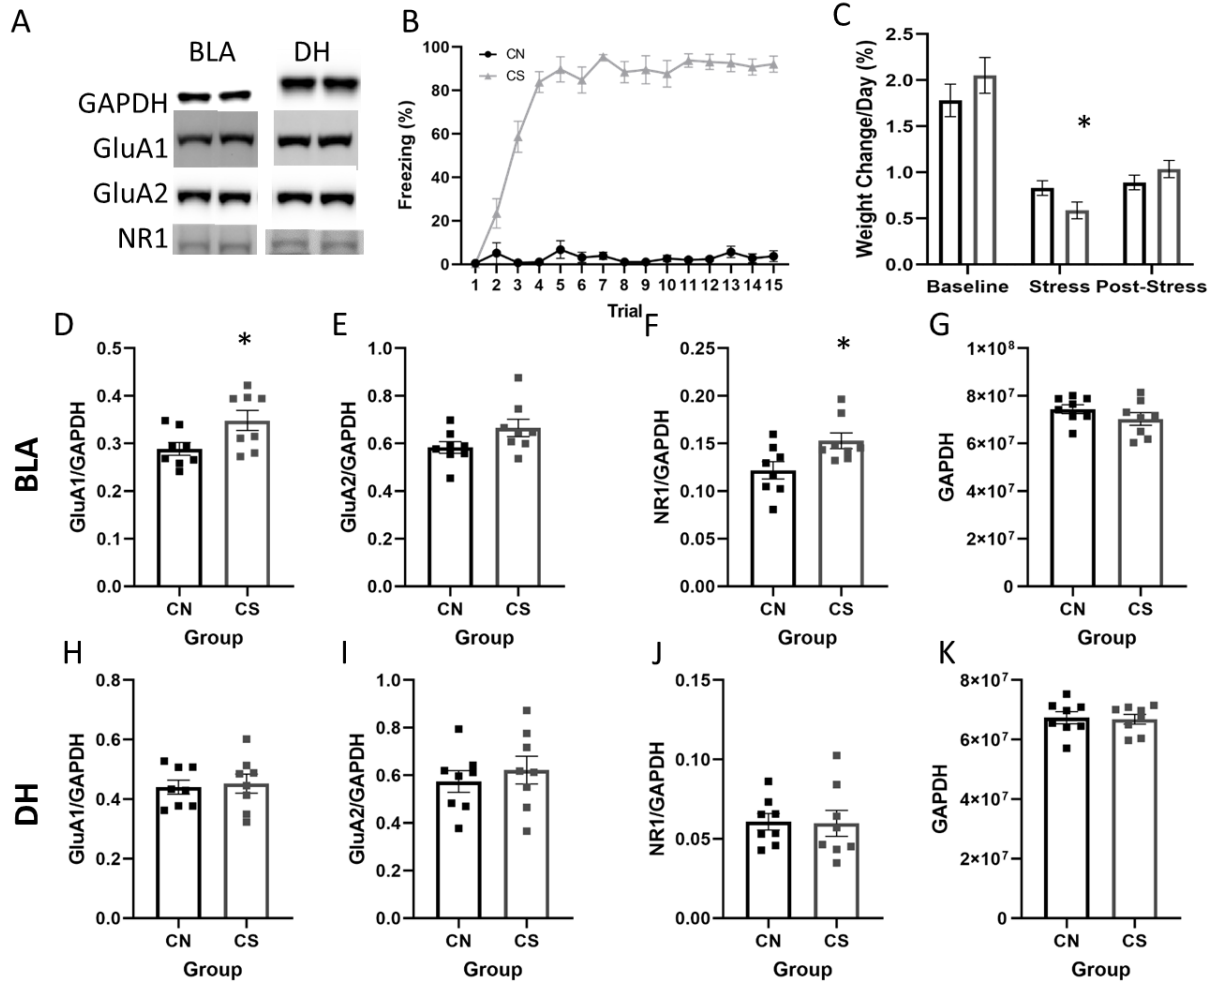 A
BLA DH
GAPDH
GluA1
GluA2
NR1
B
CN
CS
Freezing (%)
100
80
60
40
20
0
1 2 3 4 5 6 7 8 9 10 11 12 13 14 15
Trial
C
Weight Change/Day (%)
2.5
2.0
1.5
1.0
0.5
0.0
*
Baseline Stress Post-Stress
BLA
D
GluA1/GAPDH
0.5
0.4
0.3
0.2
0.1
0.0
*
CN CS
Group
E
GluA2/GAPDH
1.0
0.8
0.6
0.4
0.2
0.0
CN CS
Group
F
NR1/GAPDH
0.25
0.20
0.15
0.10
0.05
0.00
*
CN CS
Group
G
GAPDH
1×10⁸
8×10⁷
6×10⁷
4×10⁷
2×10⁷
0
CN CS
Group
DH
H
GluA1/GAPDH
0.8
0.6
0.4
0.2
0.0
CN CS
Group
I
GluA2/GAPDH
1.0
0.8
0.6
0.4
0.2
0.0
CN CS
Group
J
NR1/GAPDH
0.15
0.10
0.05
0.00
CN CS
Group
K
GAPDH
8×10⁷
6×10⁷
4×10⁷
2×10⁷
0
CN CS
Group